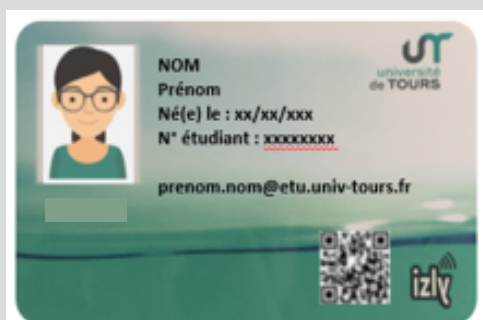 UT
université
de TOURS
NOM
Prénom
Né(e) le : xx/xx/xxx
N° étudiant : xxxxxxxx
prenom.nom@etu.univ-tours.fr
izly